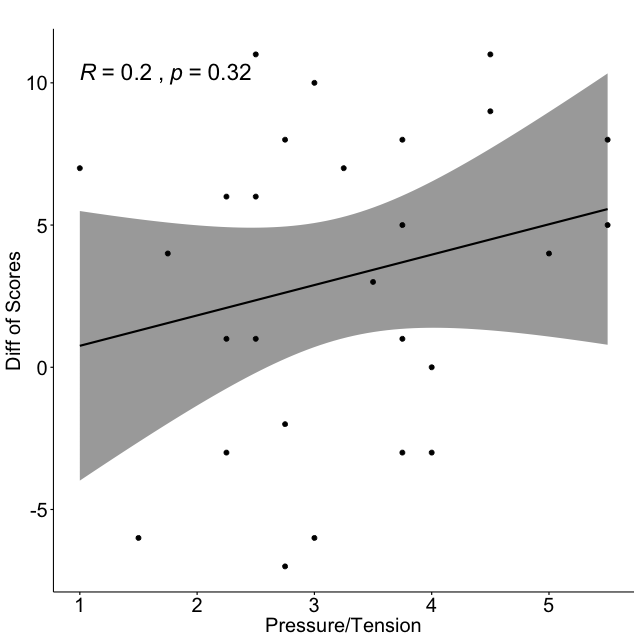 R = 0.2 , p = 0.32
10
5
0
-5
Diff of Scores
1 2 3 4 5
Pressure/Tension